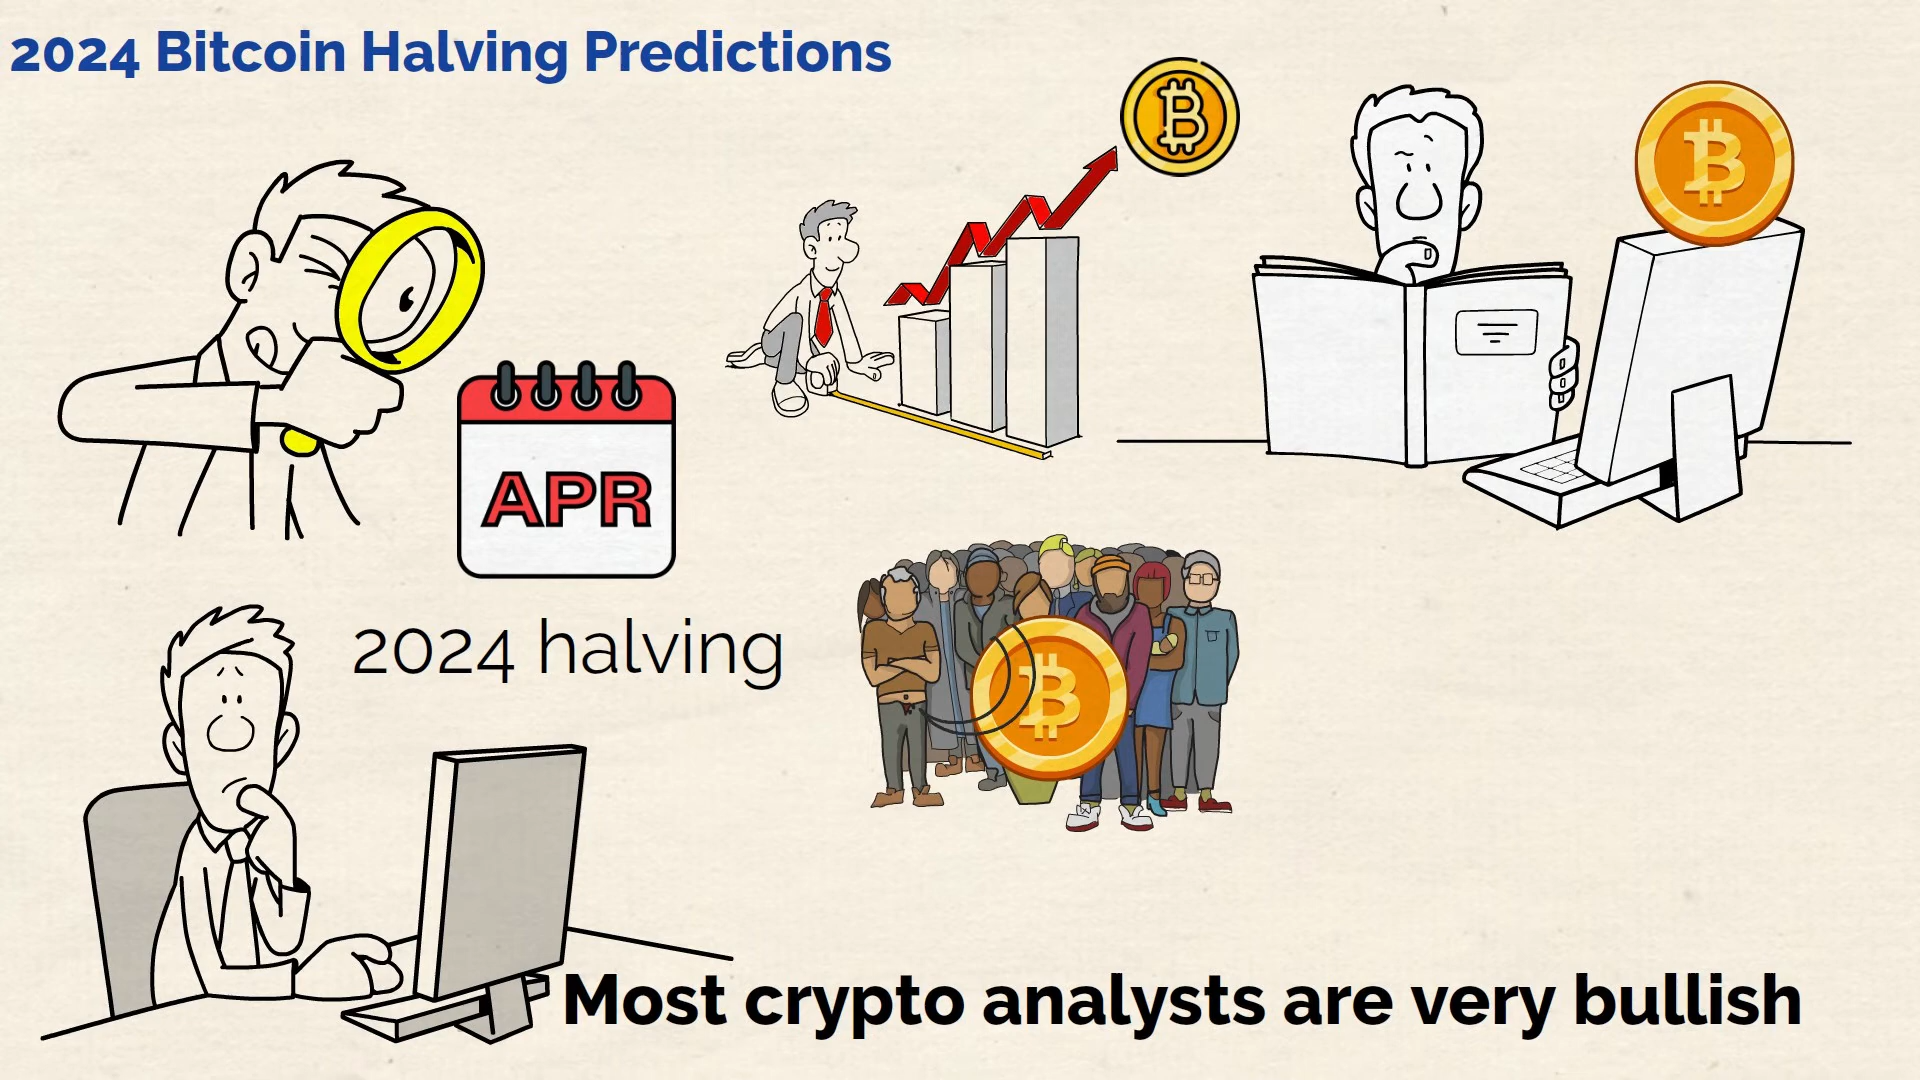 2024 Bitcoin Halving Predictions
APR
2024 halving
Most crypto analysts are very bullish